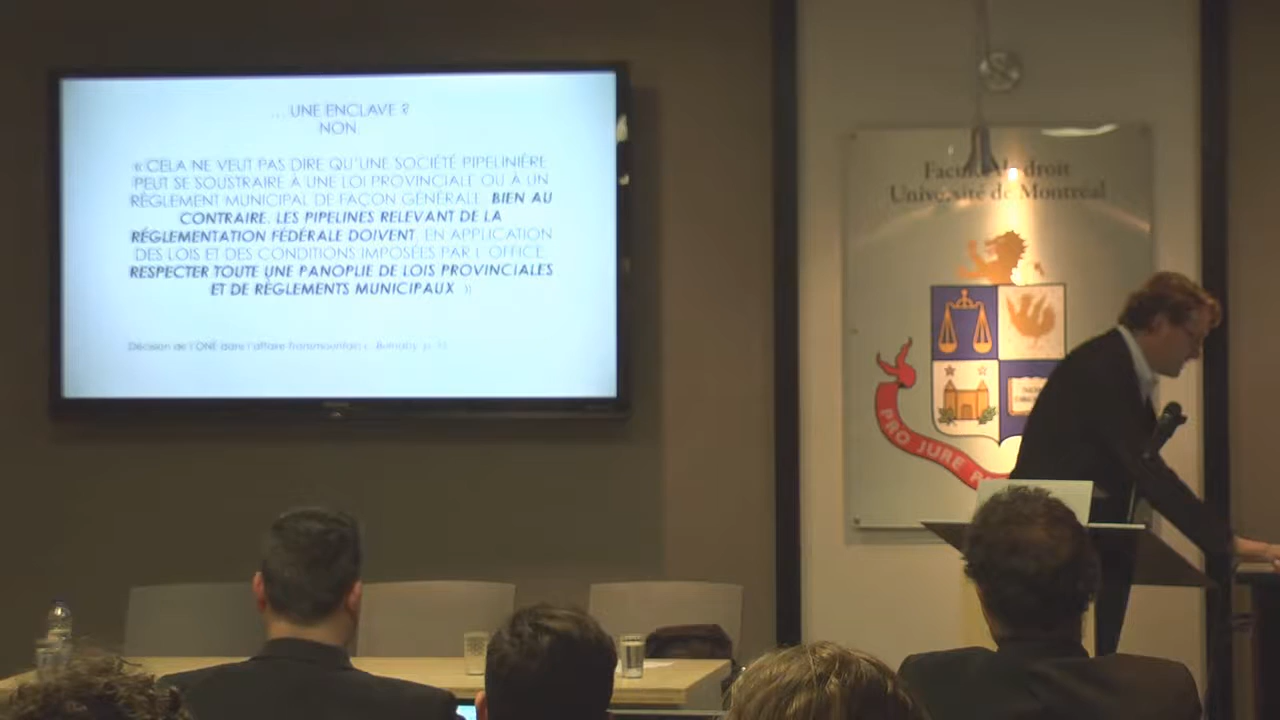 ...UNE ENCLAVE ?
NON.
« CELA NE VEUT PAS DIRE QU'UNE SOCIÉTÉ PIPELINIÈRE
PEUT SE SOUSTRAIRE À UNE LOI PROVINCIALE OU À UN
RÈGLEMENT MUNICIPAL DE FAÇON GÉNÉRALE. BIEN AU
CONTRAIRE, LES PIPELINES RELEVANT DE LA
RÉGLEMENTATION FÉDÉRALE DOIVENT, EN APPLICATION
DES LOIS ET DES CONDITIONS IMPOSÉES PAR L'OFFICE,
RESPECTER TOUTE UNE PANOPLIE DE LOIS PROVINCIALES
ET DE RÈGLEMENTS MUNICIPAUX »
Décision de l'ONÉ dans l'affaire Transmountain c. Burnaby, p.
droit
Université de Montréal
PRO JURE